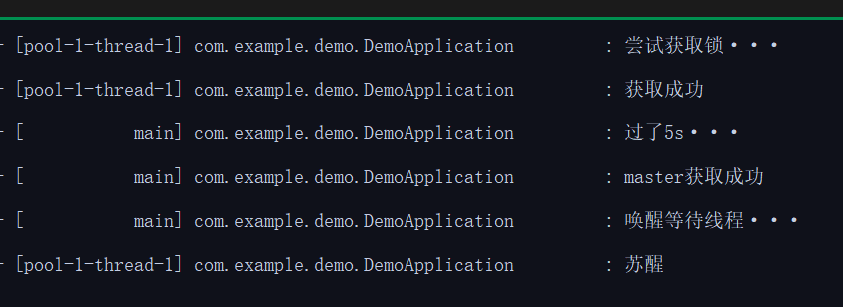 - [pool-1-thread-1] com.example.demo.DemoApplication : 尝试获取锁···
- [pool-1-thread-1] com.example.demo.DemoApplication : 获取成功
- [ main] com.example.demo.DemoApplication : 过了5s···
- [ main] com.example.demo.DemoApplication : master获取成功
- [ main] com.example.demo.DemoApplication : 唤醒等待线程···
- [pool-1-thread-1] com.example.demo.DemoApplication : 苏醒